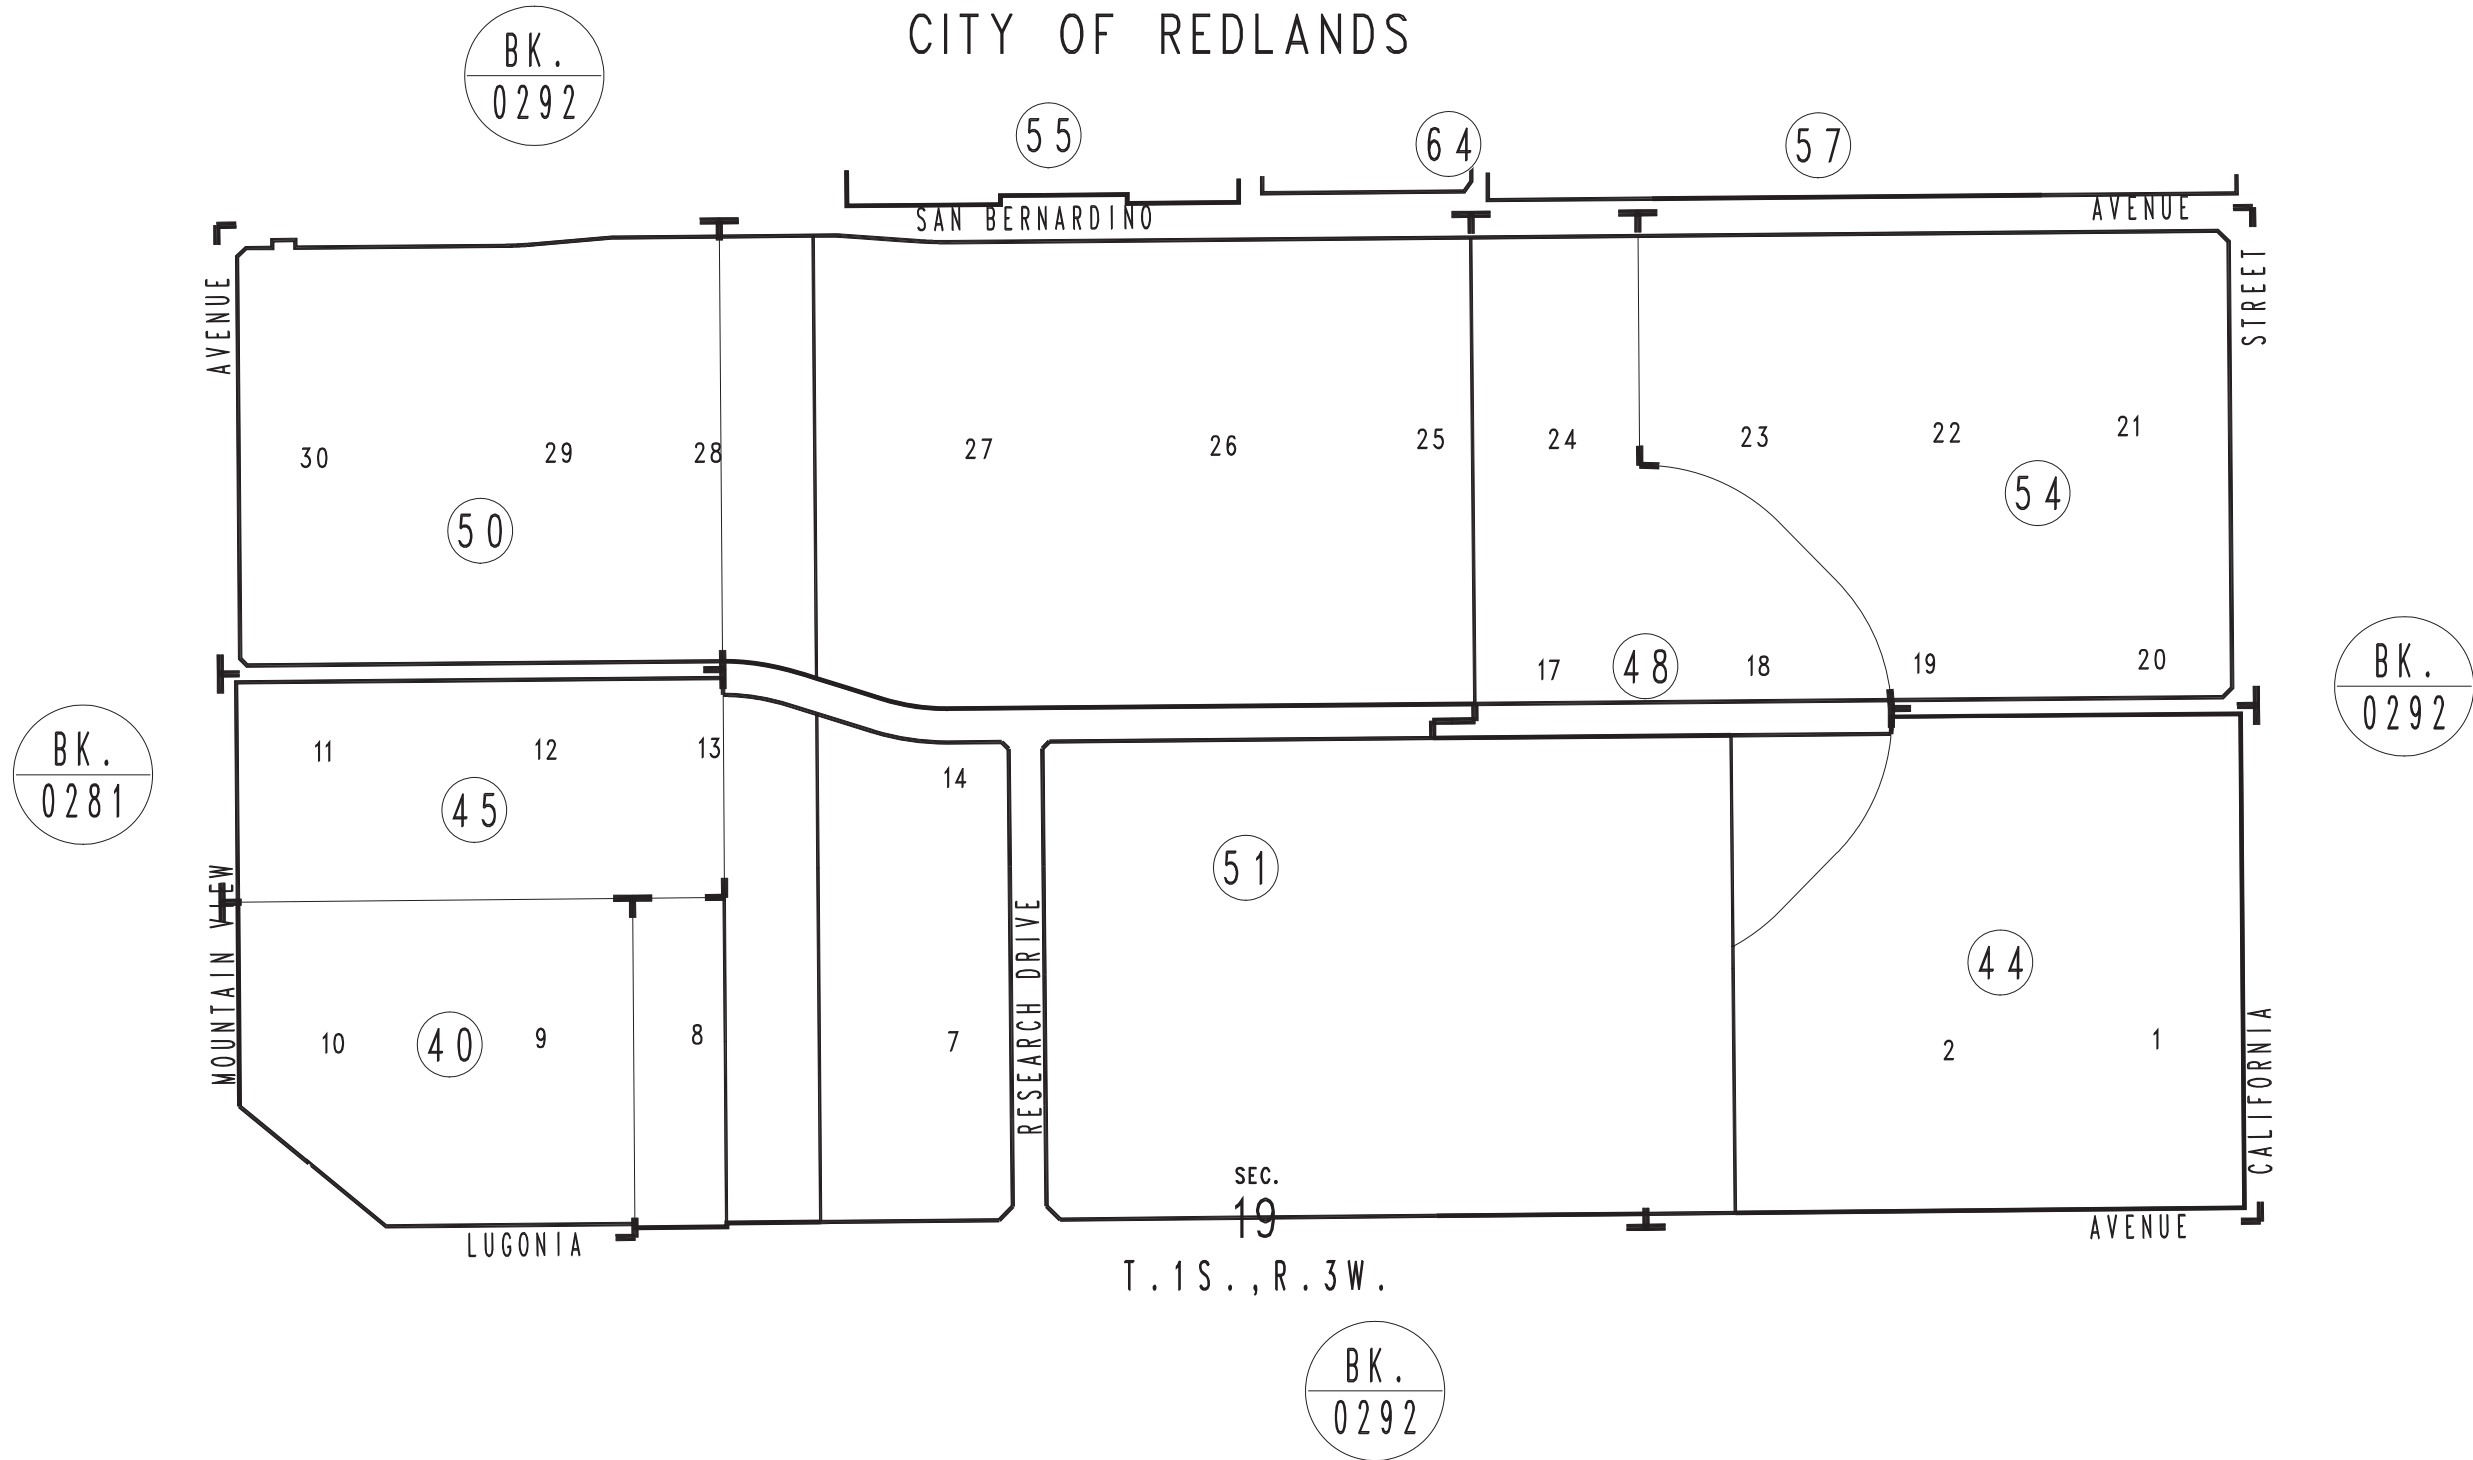 CITY OF REDLANDS
BK.
0292
55
64
57
SAN BERNARDINO
AVENUE
AVENUE
STREET
30
29
28
27
26
25
24
23
22
21
50
54
17
48
18
19
20
BK.
0292
BK.
0281
11
12
13
14
45
51
MOUNTAIN VIEW
RESEARCH DRIVE
44
10
40
9
8
7
2
1
CALIFORNIA
SEC.
19
LUGONIA
AVENUE
T.1S.,R.3W.
BK.
0292